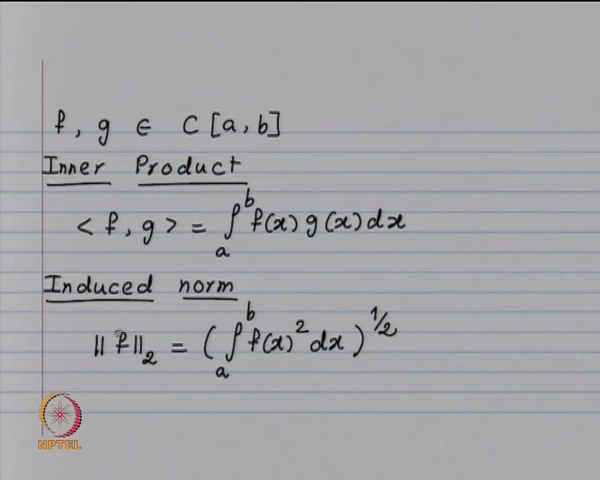 f, g ∈ C[a, b]
Inner Product
< f, g > = ∫_a^b f(x) g(x) dx
Induced norm
‖f‖_2 = (∫_a^b f(x)^2 dx)^{1/2}
NPTEL